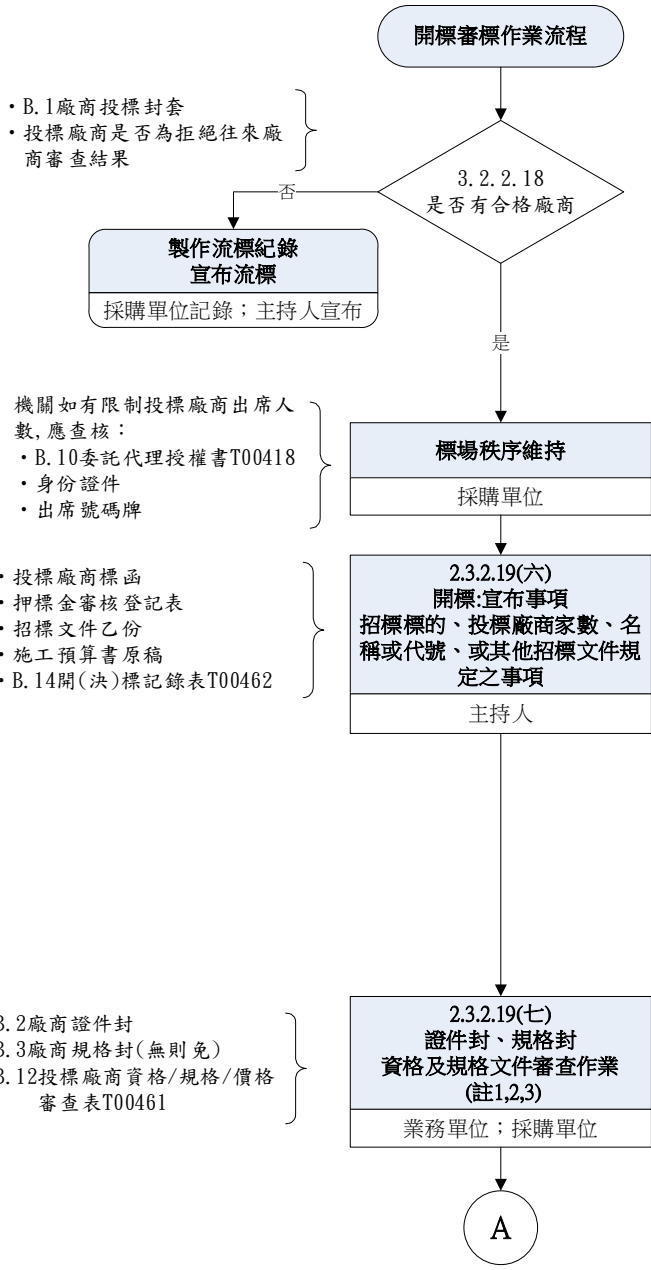 開標審標作業流程
・B.1廠商投標封套
・投標廠商是否為拒絕往來廠
商審查結果
3.2.2.18
是否有合格廠商
否
製作流標紀錄
宣布流標
採購單位記錄；主持人宣布
是
機關如有限制投標廠商出席人
數,應查核：
・B.10委託代理授權書T00418
・身份證件
・出席號碼牌
標場秩序維持
採購單位
・投標廠商標函
・押標金審核登記表
・招標文件乙份
・施工預算書原稿
・B.14開(決)標記錄表T00462
2.3.2.19(六)
開標:宣布事項
招標標的、投標廠商家數、名
稱或代號、或其他招標文件規
定之事項
主持人
3.2廠商證件封
3.3廠商規格封(無則免)
3.12投標廠商資格/規格/價格
審查表T00461
2.3.2.19(七)
證件封、規格封
資格及規格文件審查作業
(註1,2,3)
業務單位；採購單位
A